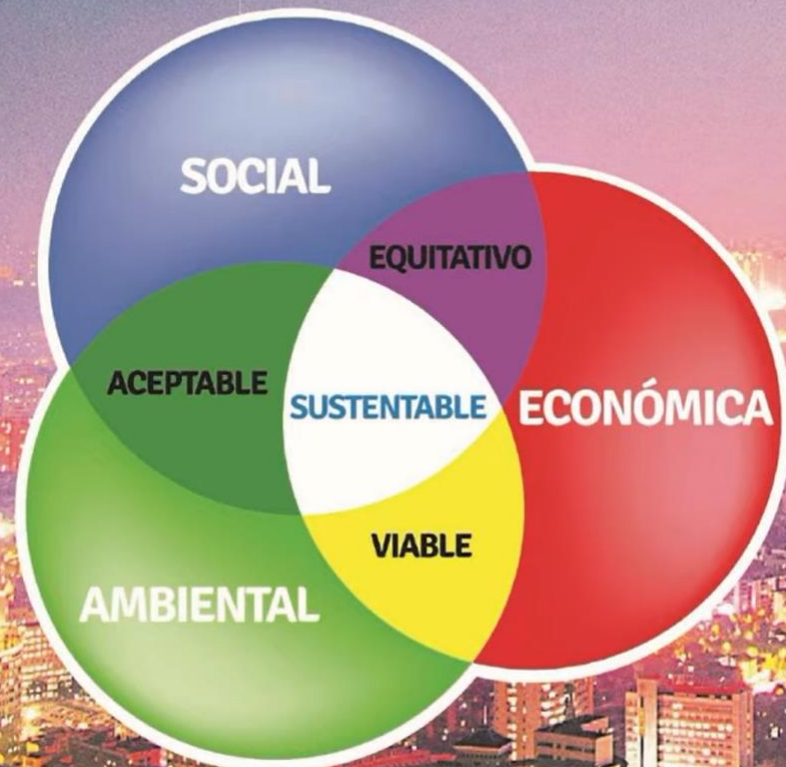 SOCIAL
EQUITATIVO
ACEPTABLE
SUSTENTABLE
ECONÓMICA
VIABLE
AMBIENTAL